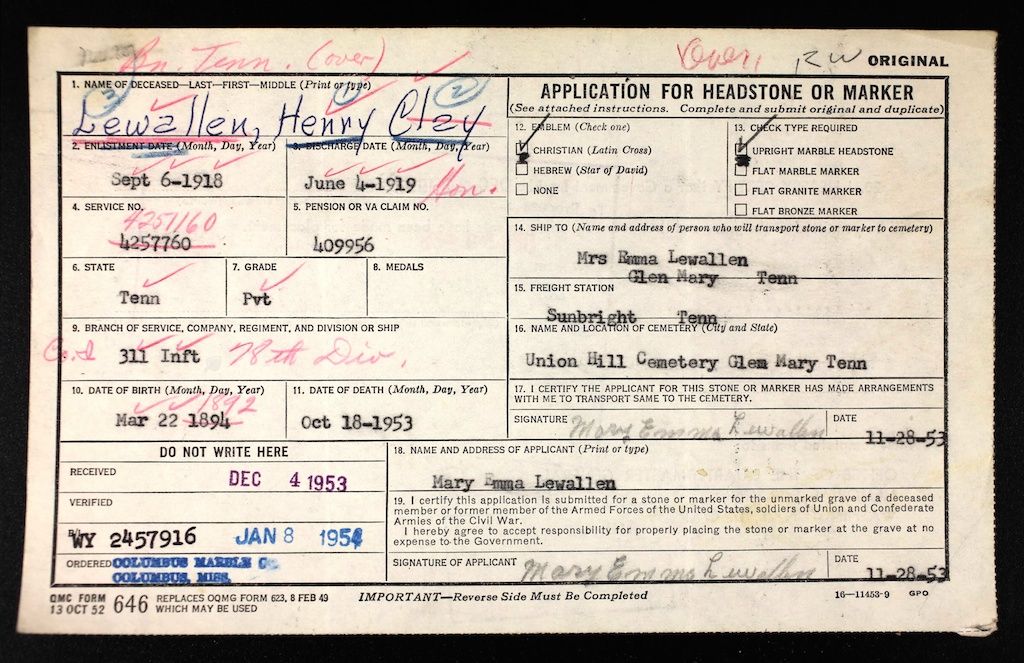 Bn. Tenn. (over)
Over,
RW ORIGINAL
1. NAME OF DECEASED—LAST—FIRST—MIDDLE (Print or type)
3 1 2
Lewallen, Henry Clay
2. ENLISTMENT DATE (Month, Day, Year)
3. DISCHARGE DATE (Month, Day, Year)
Sept 6-1918
June 4-1919 Hon.
4. SERVICE NO.
5. PENSION OR VA CLAIM NO.
4251160
4257760
409956
6. STATE
7. GRADE
8. MEDALS
Tenn
Pvt
9. BRANCH OF SERVICE, COMPANY, REGIMENT, AND DIVISION OR SHIP
Co. I 311 Inft 78th Div.
10. DATE OF BIRTH (Month, Day, Year)
11. DATE OF DEATH (Month, Day, Year)
1892
Mar 22 1894
Oct 18-1953
APPLICATION FOR HEADSTONE OR MARKER
(See attached instructions. Complete and submit original and duplicate)
12. EMBLEM (Check one)
CHRISTIAN (Latin Cross)
HEBREW (Star of David)
NONE
13. CHECK TYPE REQUIRED
UPRIGHT MARBLE HEADSTONE
FLAT MARBLE MARKER
FLAT GRANITE MARKER
FLAT BRONZE MARKER
14. SHIP TO (Name and address of person who will transport stone or marker to cemetery)
Mrs Emma Lewallen
Glen Mary Tenn
15. FREIGHT STATION
Sunbright Tenn
16. NAME AND LOCATION OF CEMETERY (City and State)
Union Hill Cemetery Glem Mary Tenn
17. I CERTIFY THE APPLICANT FOR THIS STONE OR MARKER HAS MADE ARRANGEMENTS
WITH ME TO TRANSPORT SAME TO THE CEMETERY.
SIGNATURE Mary Emma Lewallen DATE
11-28-53
DO NOT WRITE HERE
RECEIVED DEC 4 1953
VERIFIED
WY 2457916 JAN 8 1954
ORDERED COLUMBUS MARBLE Co.
COLUMBUS, MISS.
18. NAME AND ADDRESS OF APPLICANT (Print or type)
Mary Emma Lewallen
19. I certify this application is submitted for a stone or marker for the unmarked grave of a deceased
member or former member of the Armed Forces of the United States, soldiers of Union and Confederate
Armies of the Civil War.
I hereby agree to accept responsibility for properly placing the stone or marker at the grave at no
expense to the Government.
SIGNATURE OF APPLICANT Mary Emma Lewallen DATE
11-28-53
QMC FORM
13 OCT 52 646 REPLACES OQMG FORM 623, 8 FEB 49
WHICH MAY BE USED
IMPORTANT—Reverse Side Must Be Completed
16—11453-9 GPO